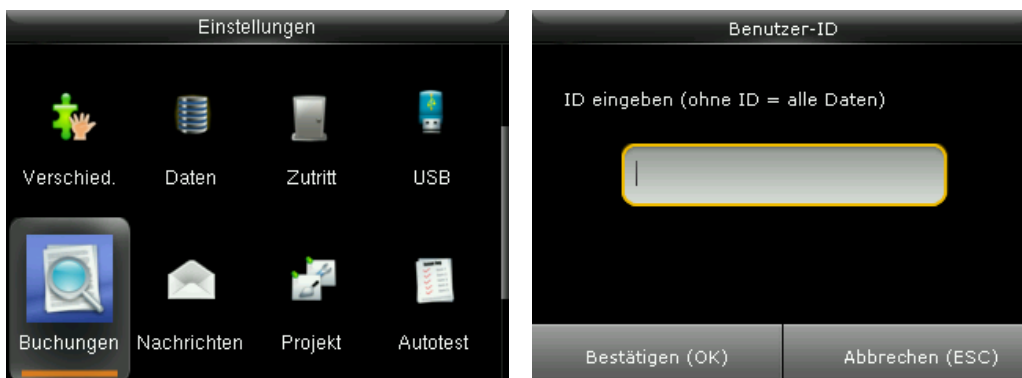 Einstellungen
Verschied. Daten Zutritt USB
Buchungen Nachrichten Projekt Autotest
Benutzer-ID
ID eingeben (ohne ID = alle Daten)
Bestätigen (OK) Abbrechen (ESC)